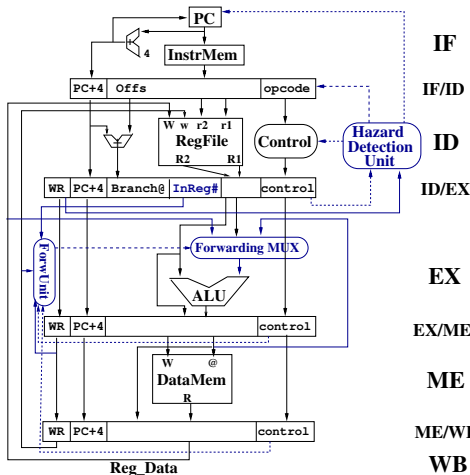 PC
IF
4
InstrMem
PC+4 Offs opcode IF/ID
W w r2 r1
RegFile
R2 R1
Control
Hazard
Detection
Unit
ID
WR PC+4 Branch@ InReg# control ID/EX
ForwUnit
Forwarding MUX
ALU
EX
WR PC+4 control EX/ME
W @
DataMem
R
ME
WR PC+4 control ME/WB
Reg_Data
WB